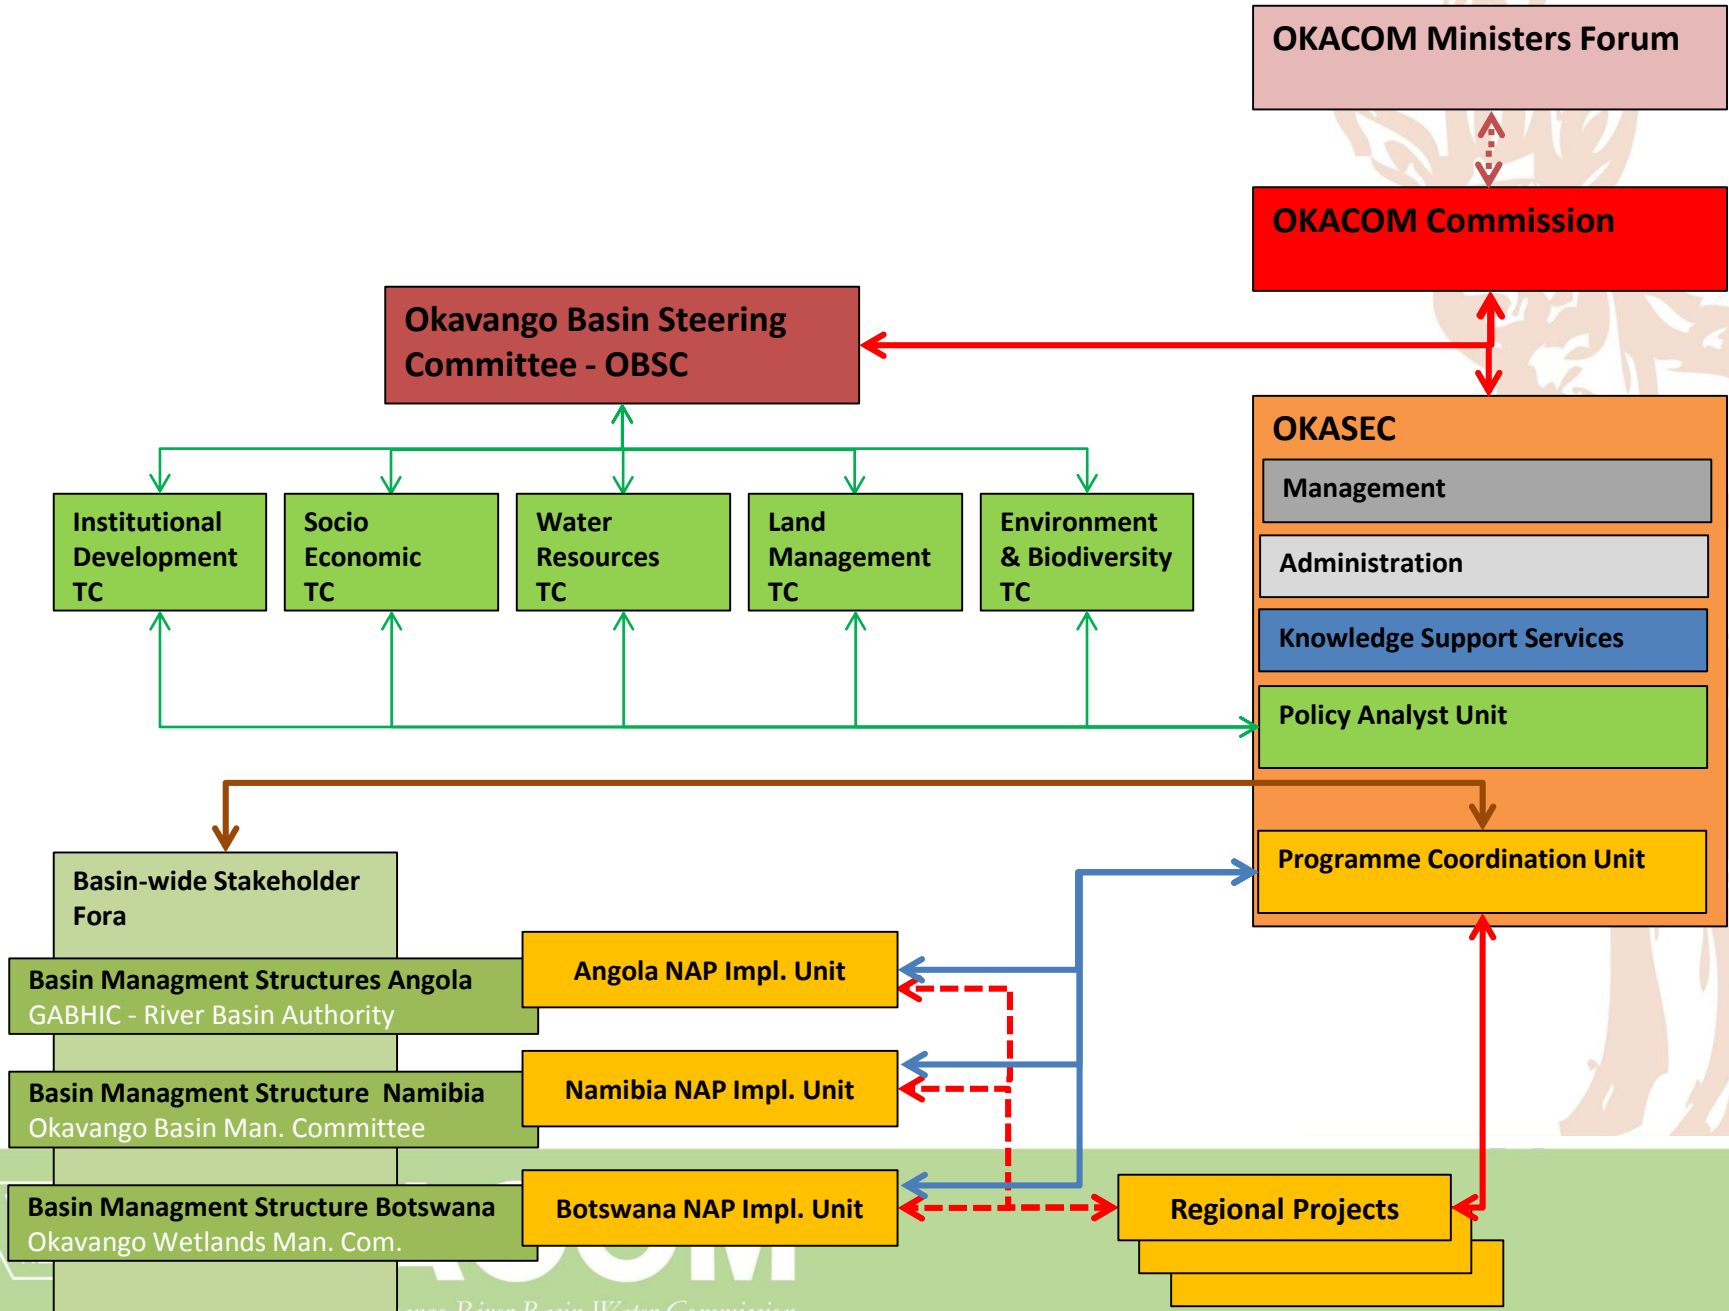 OKACOM Ministers Forum
OKACOM Commission
Okavango Basin Steering
Committee - OBSC
OKASEC
Management
Administration
Knowledge Support Services
Policy Analyst Unit
Programme Coordination Unit
Institutional
Development
TC
Socio
Economic
TC
Water
Resources
TC
Land
Management
TC
Environment
& Biodiversity
TC
Basin-wide Stakeholder
Fora
Basin Managment Structures Angola
GABHIC - River Basin Authority
Angola NAP Impl. Unit
Basin Managment Structure  Namibia
Okavango Basin Man. Committee
Namibia NAP Impl. Unit
Basin Managment Structure Botswana
Okavango Wetlands Man. Com.
Botswana NAP Impl. Unit
Regional Projects
River Basin Water Commission